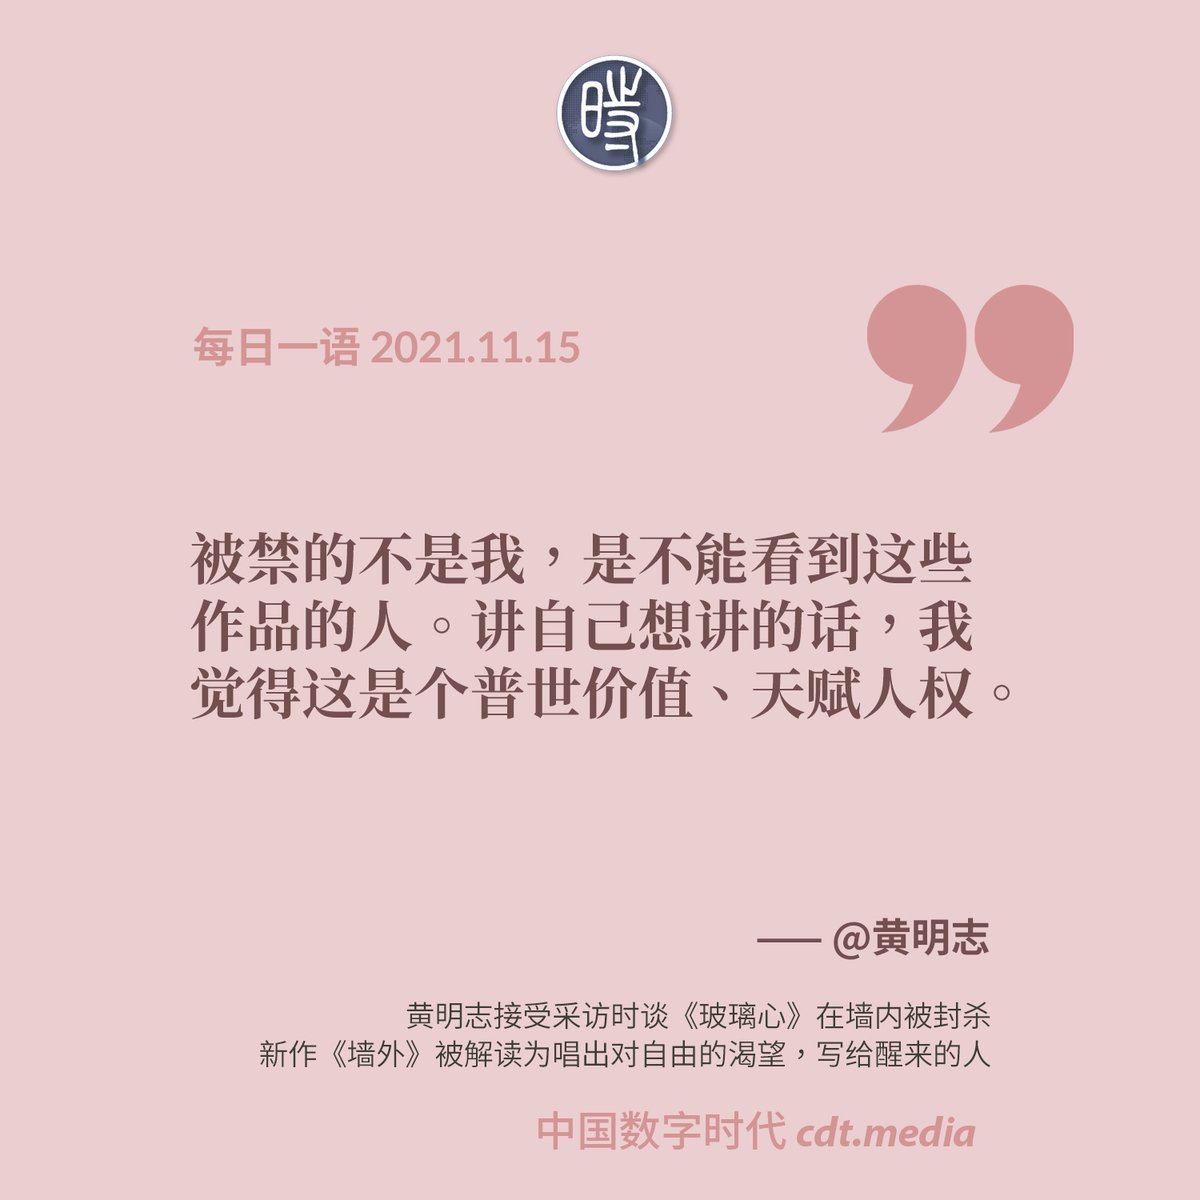 時
每日一语 2021.11.15
被禁的不是我，是不能看到这些
作品的人。讲自己想讲的话，我
觉得这是个普世价值、天赋人权。
—— @黄明志
黄明志接受采访时谈《玻璃心》在墙内被封杀
新作《墙外》被解读为唱出对自由的渴望，写给醒来的人
中国数字时代 cdt.media